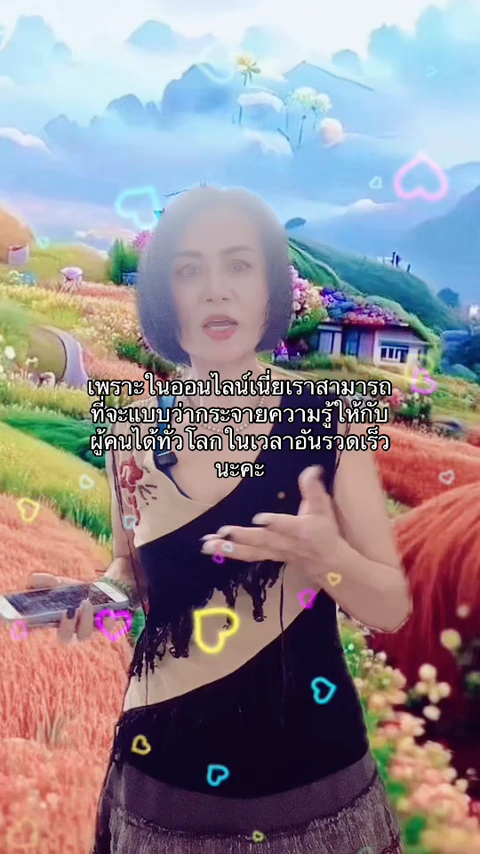 เพราะในออนไลน์เนี่ยเราสามารถ
ที่จะแบบว่ากระจายความรู้ให้กับ
ผู้คนได้ทั่วโลกในเวลาอันรวดเร็ว
นะคะ